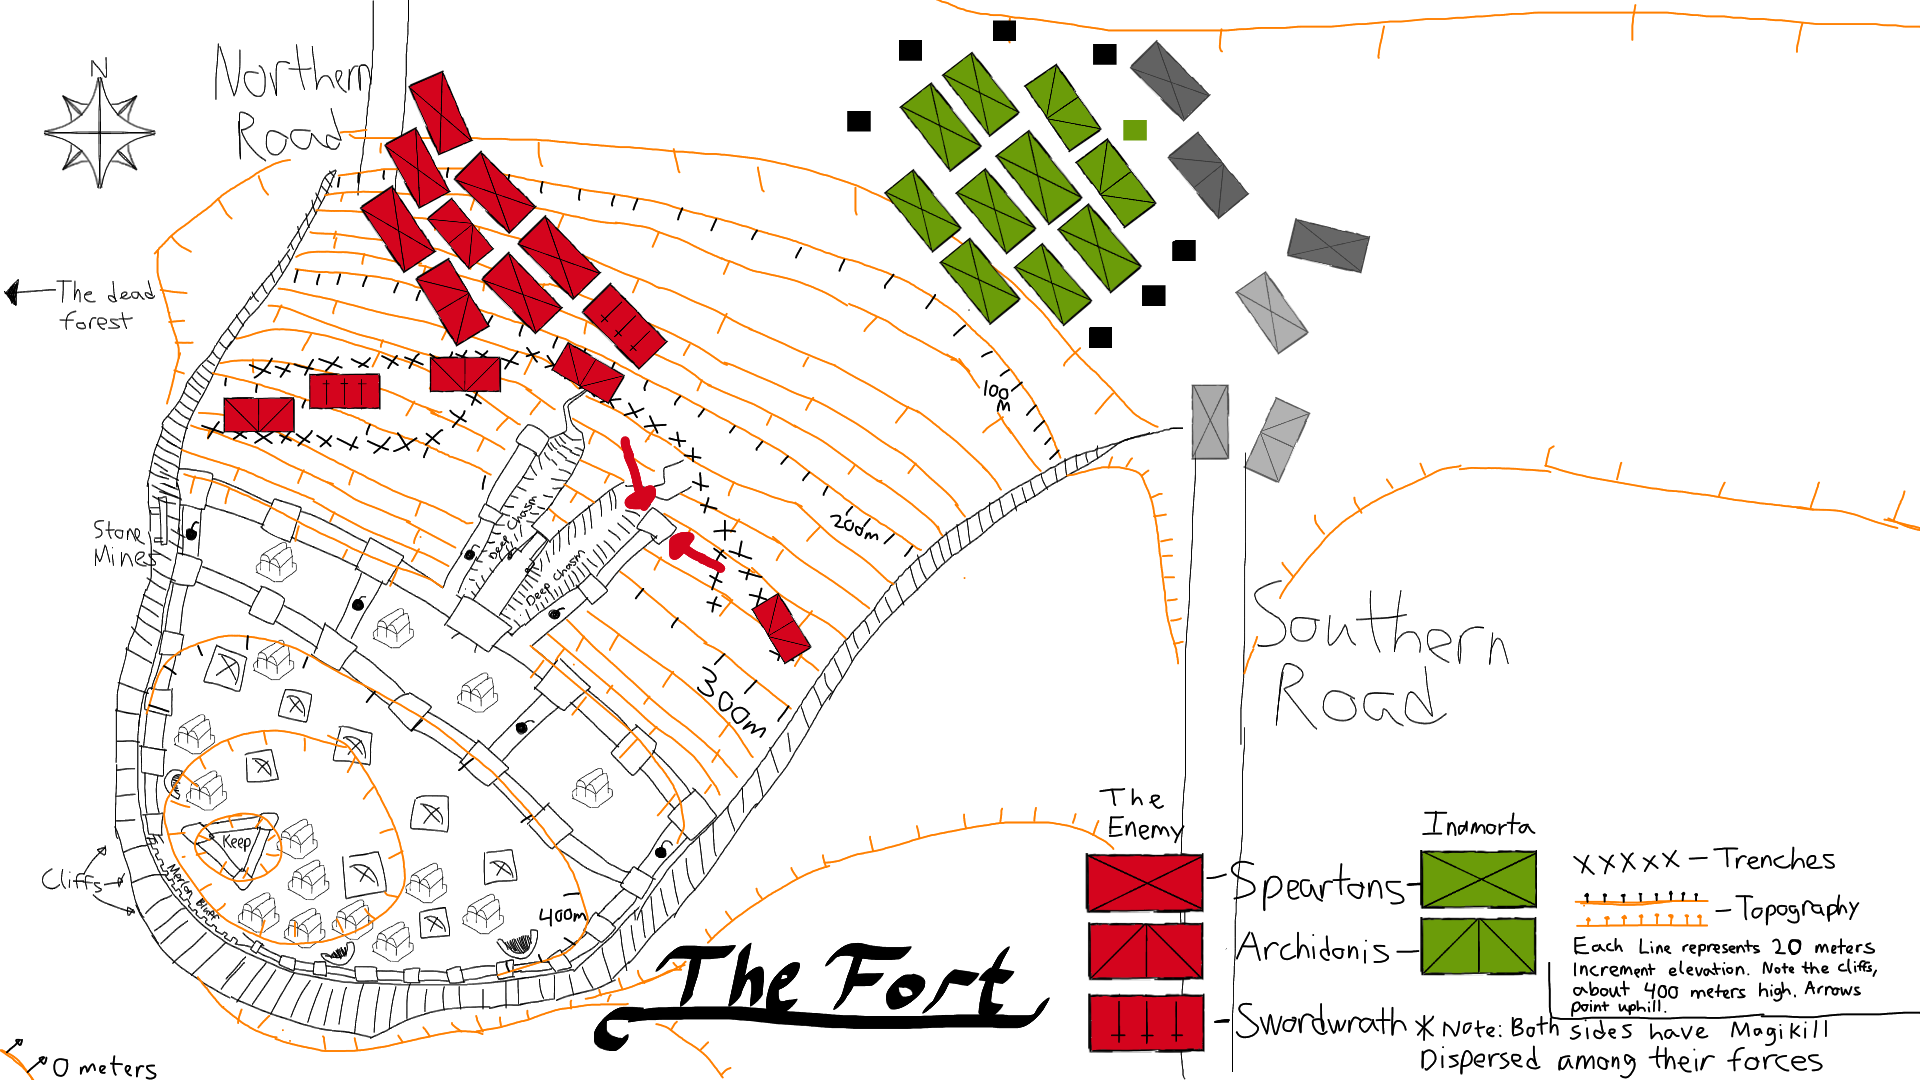 N
Northern
Road
The dead
forest
100
M
200m
300m
400m
Stone
Mines
Deep Chasm
Deep Chasm
Keep
Merlon Bluff
Cliffs
The Fort
0 meters
Southern
Road
The
Enemy
Inamorta
Speartons
Archidonis
Swordwrath
XXXXX - Trenches
- Topography
Each Line represents 20 meters
Increment elevation. Note the cliffs,
about 400 meters high. Arrows
point uphill.
* Note: Both sides have Magikill
Dispersed among their forces